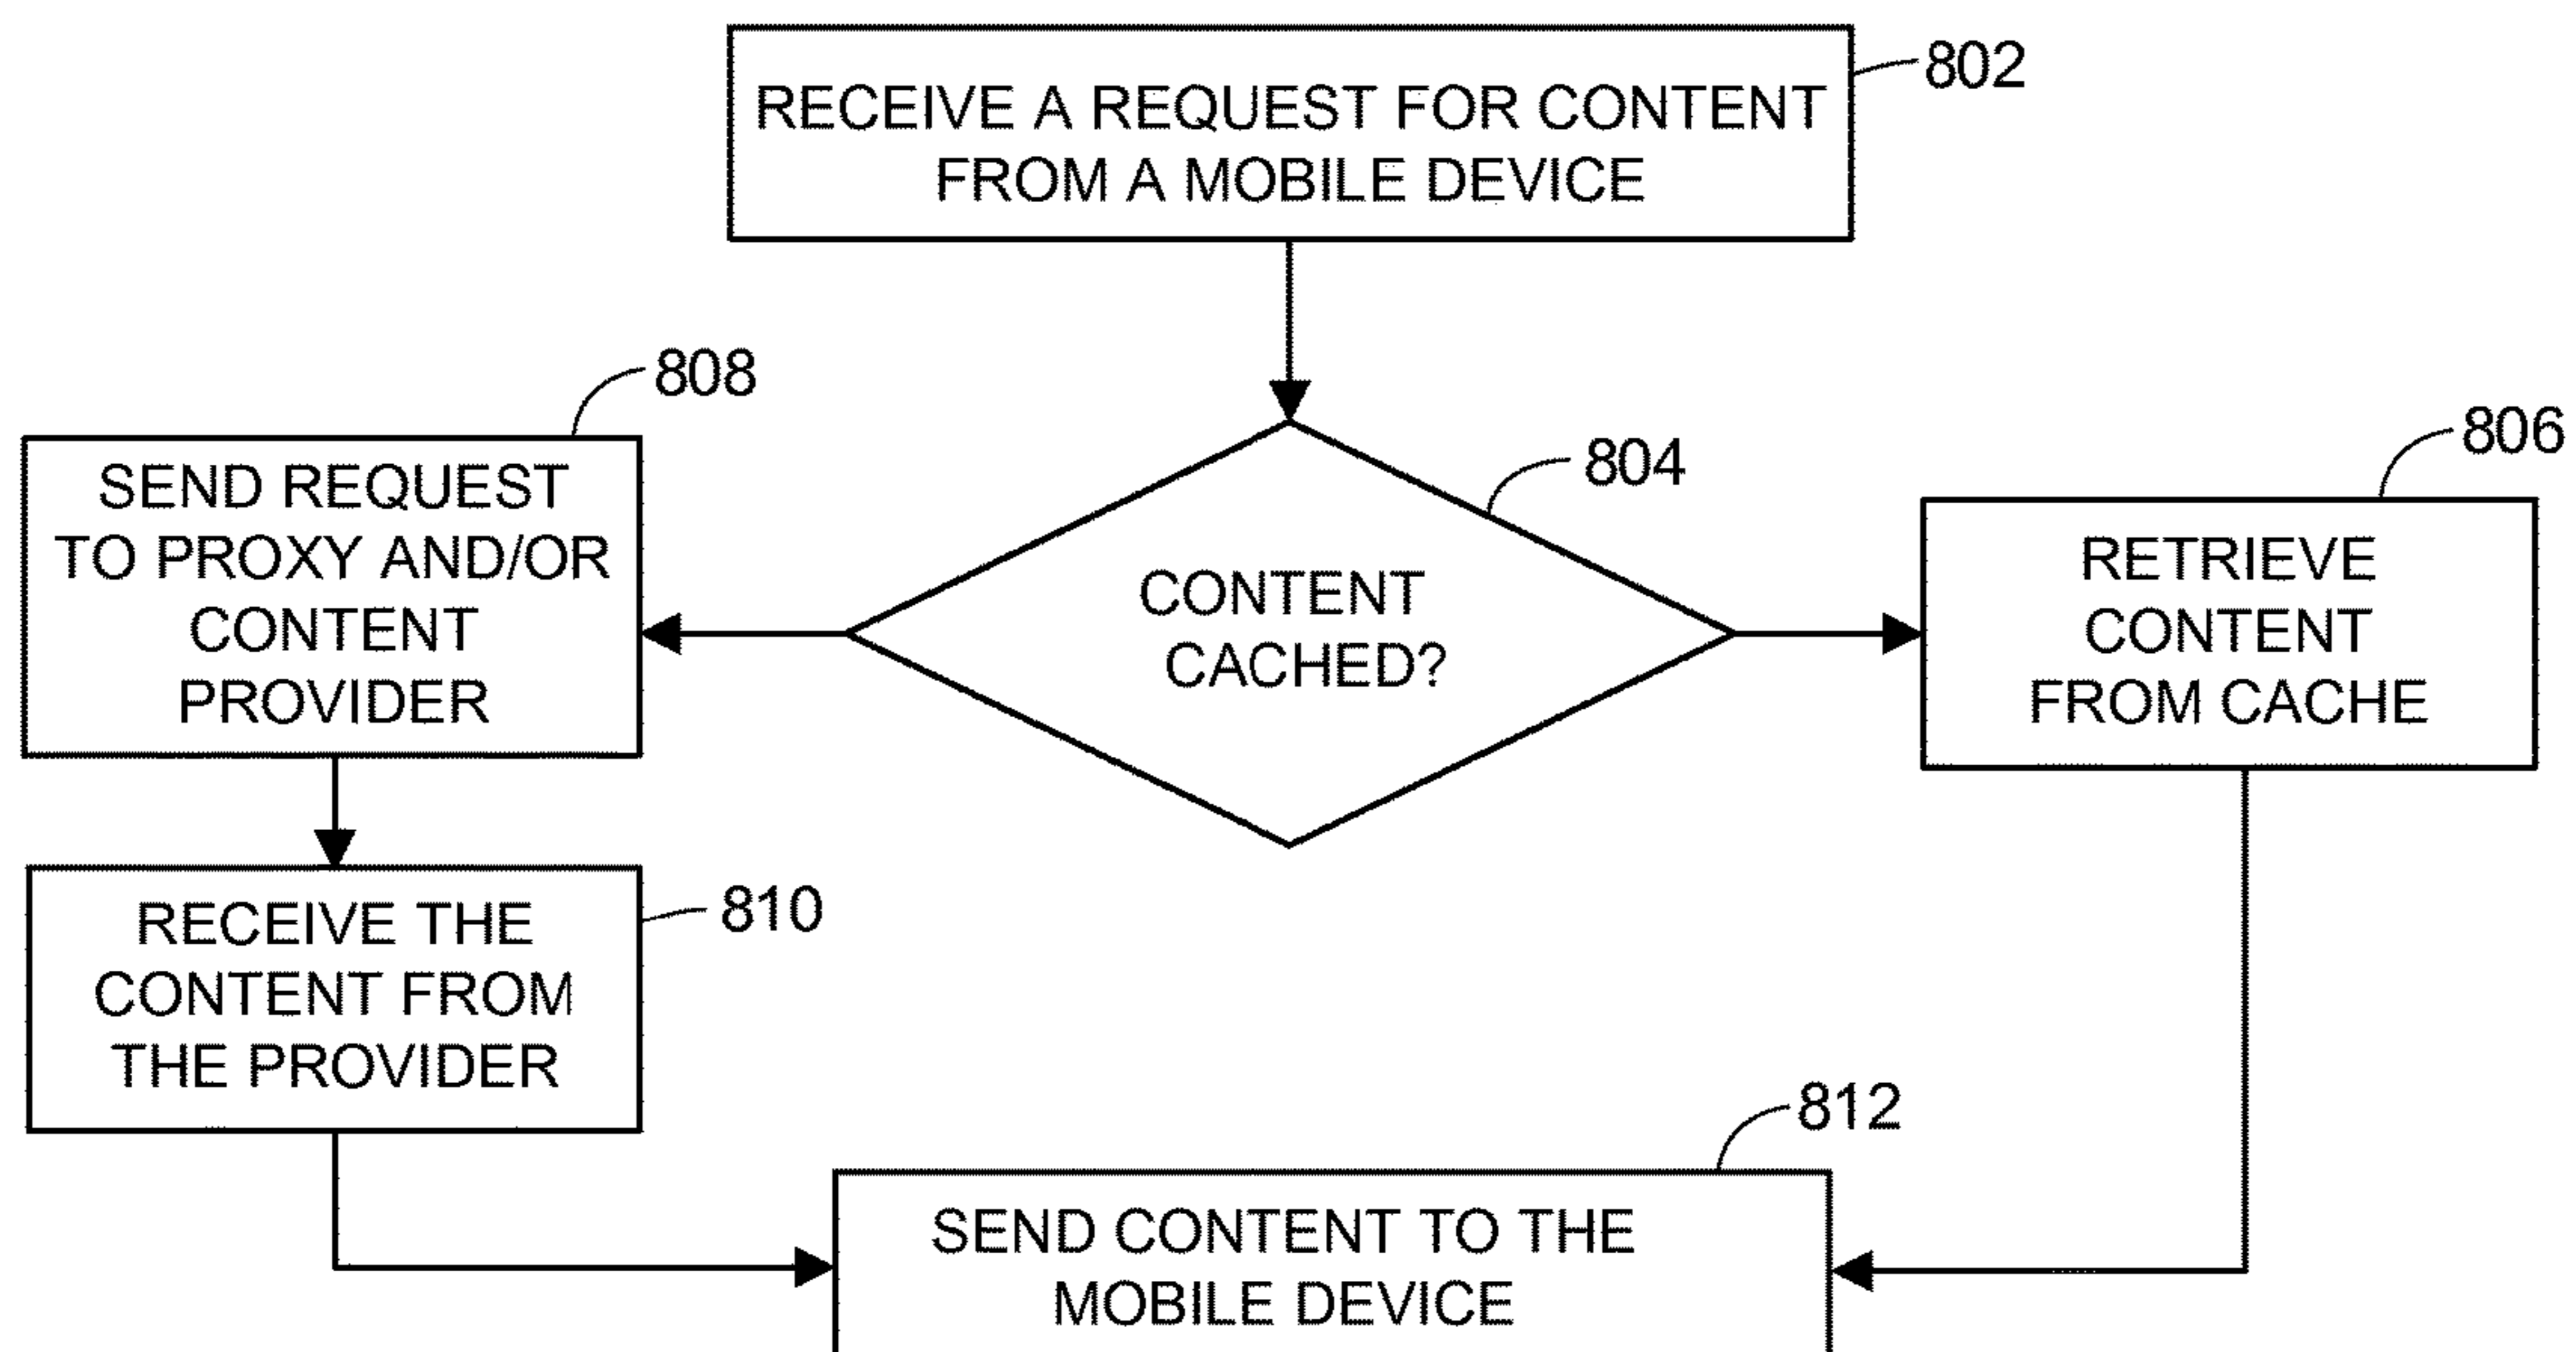 802
RECEIVE A REQUEST FOR CONTENT
FROM A MOBILE DEVICE
808
SEND REQUEST
TO PROXY AND/OR
CONTENT
PROVIDER
804
CONTENT
CACHED?
806
RETRIEVE
CONTENT
FROM CACHE
810
RECEIVE THE
CONTENT FROM
THE PROVIDER
812
SEND CONTENT TO THE
MOBILE DEVICE